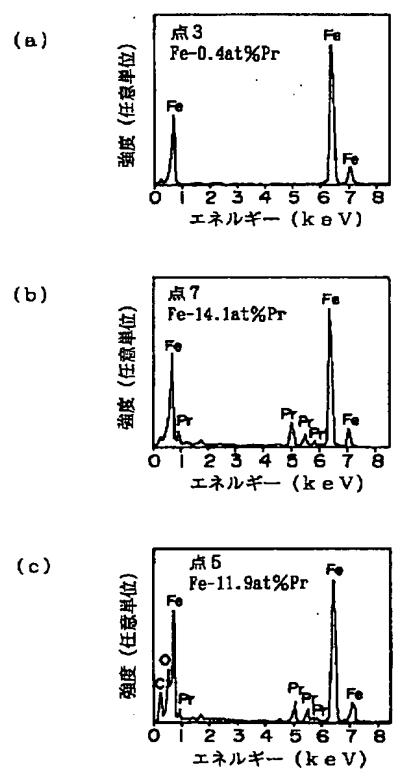 (a)
点3
Fe-0.4at%Pr
Fe
Fe
Fe
強度 (任意単位)
0 1 2 3 4 5 6 7 8
エネルギー (keV)
(b)
点7
Fe-14.1at%Pr
Fe
Fe
Pr
Pr
Pr
Pr
Fe
強度 (任意単位)
0 1 2 3 4 5 6 7 8
エネルギー (keV)
(c)
点5
Fe-11.9at%Pr
Fe
Fe
O
C
Pr
Pr
Pr
Pr
Fe
強度 (任意単位)
0 1 2 3 4 5 6 7 8
エネルギー (keV)